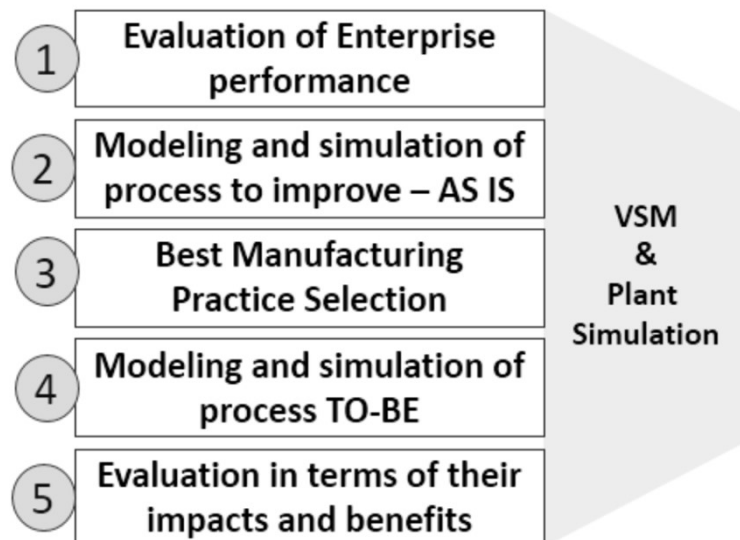 1
Evaluation of Enterprise
performance
2
Modeling and simulation of
process to improve – AS IS
3
Best Manufacturing
Practice Selection
4
Modeling and simulation of
process TO-BE
5
Evaluation in terms of their
impacts and benefits
VSM
&
Plant
Simulation